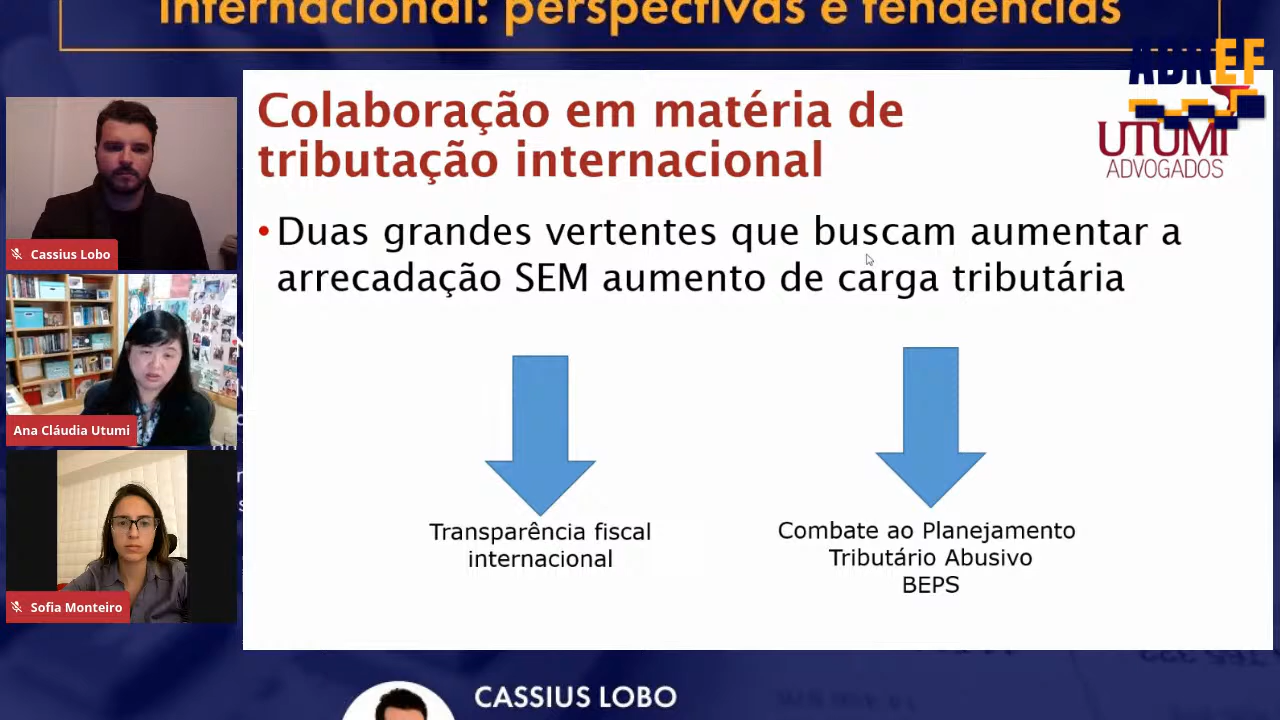 internacional: perspectivas e tendências
ABREF
UTUMI
ADVOGADOS
Colaboração em matéria de
tributação internacional
• Duas grandes vertentes que buscam aumentar a
arrecadação SEM aumento de carga tributária
Transparência fiscal
internacional
Combate ao Planejamento
Tributário Abusivo
BEPS
Cassius Lobo
Ana Cláudia Utumi
Sofia Monteiro
CASSIUS LOBO